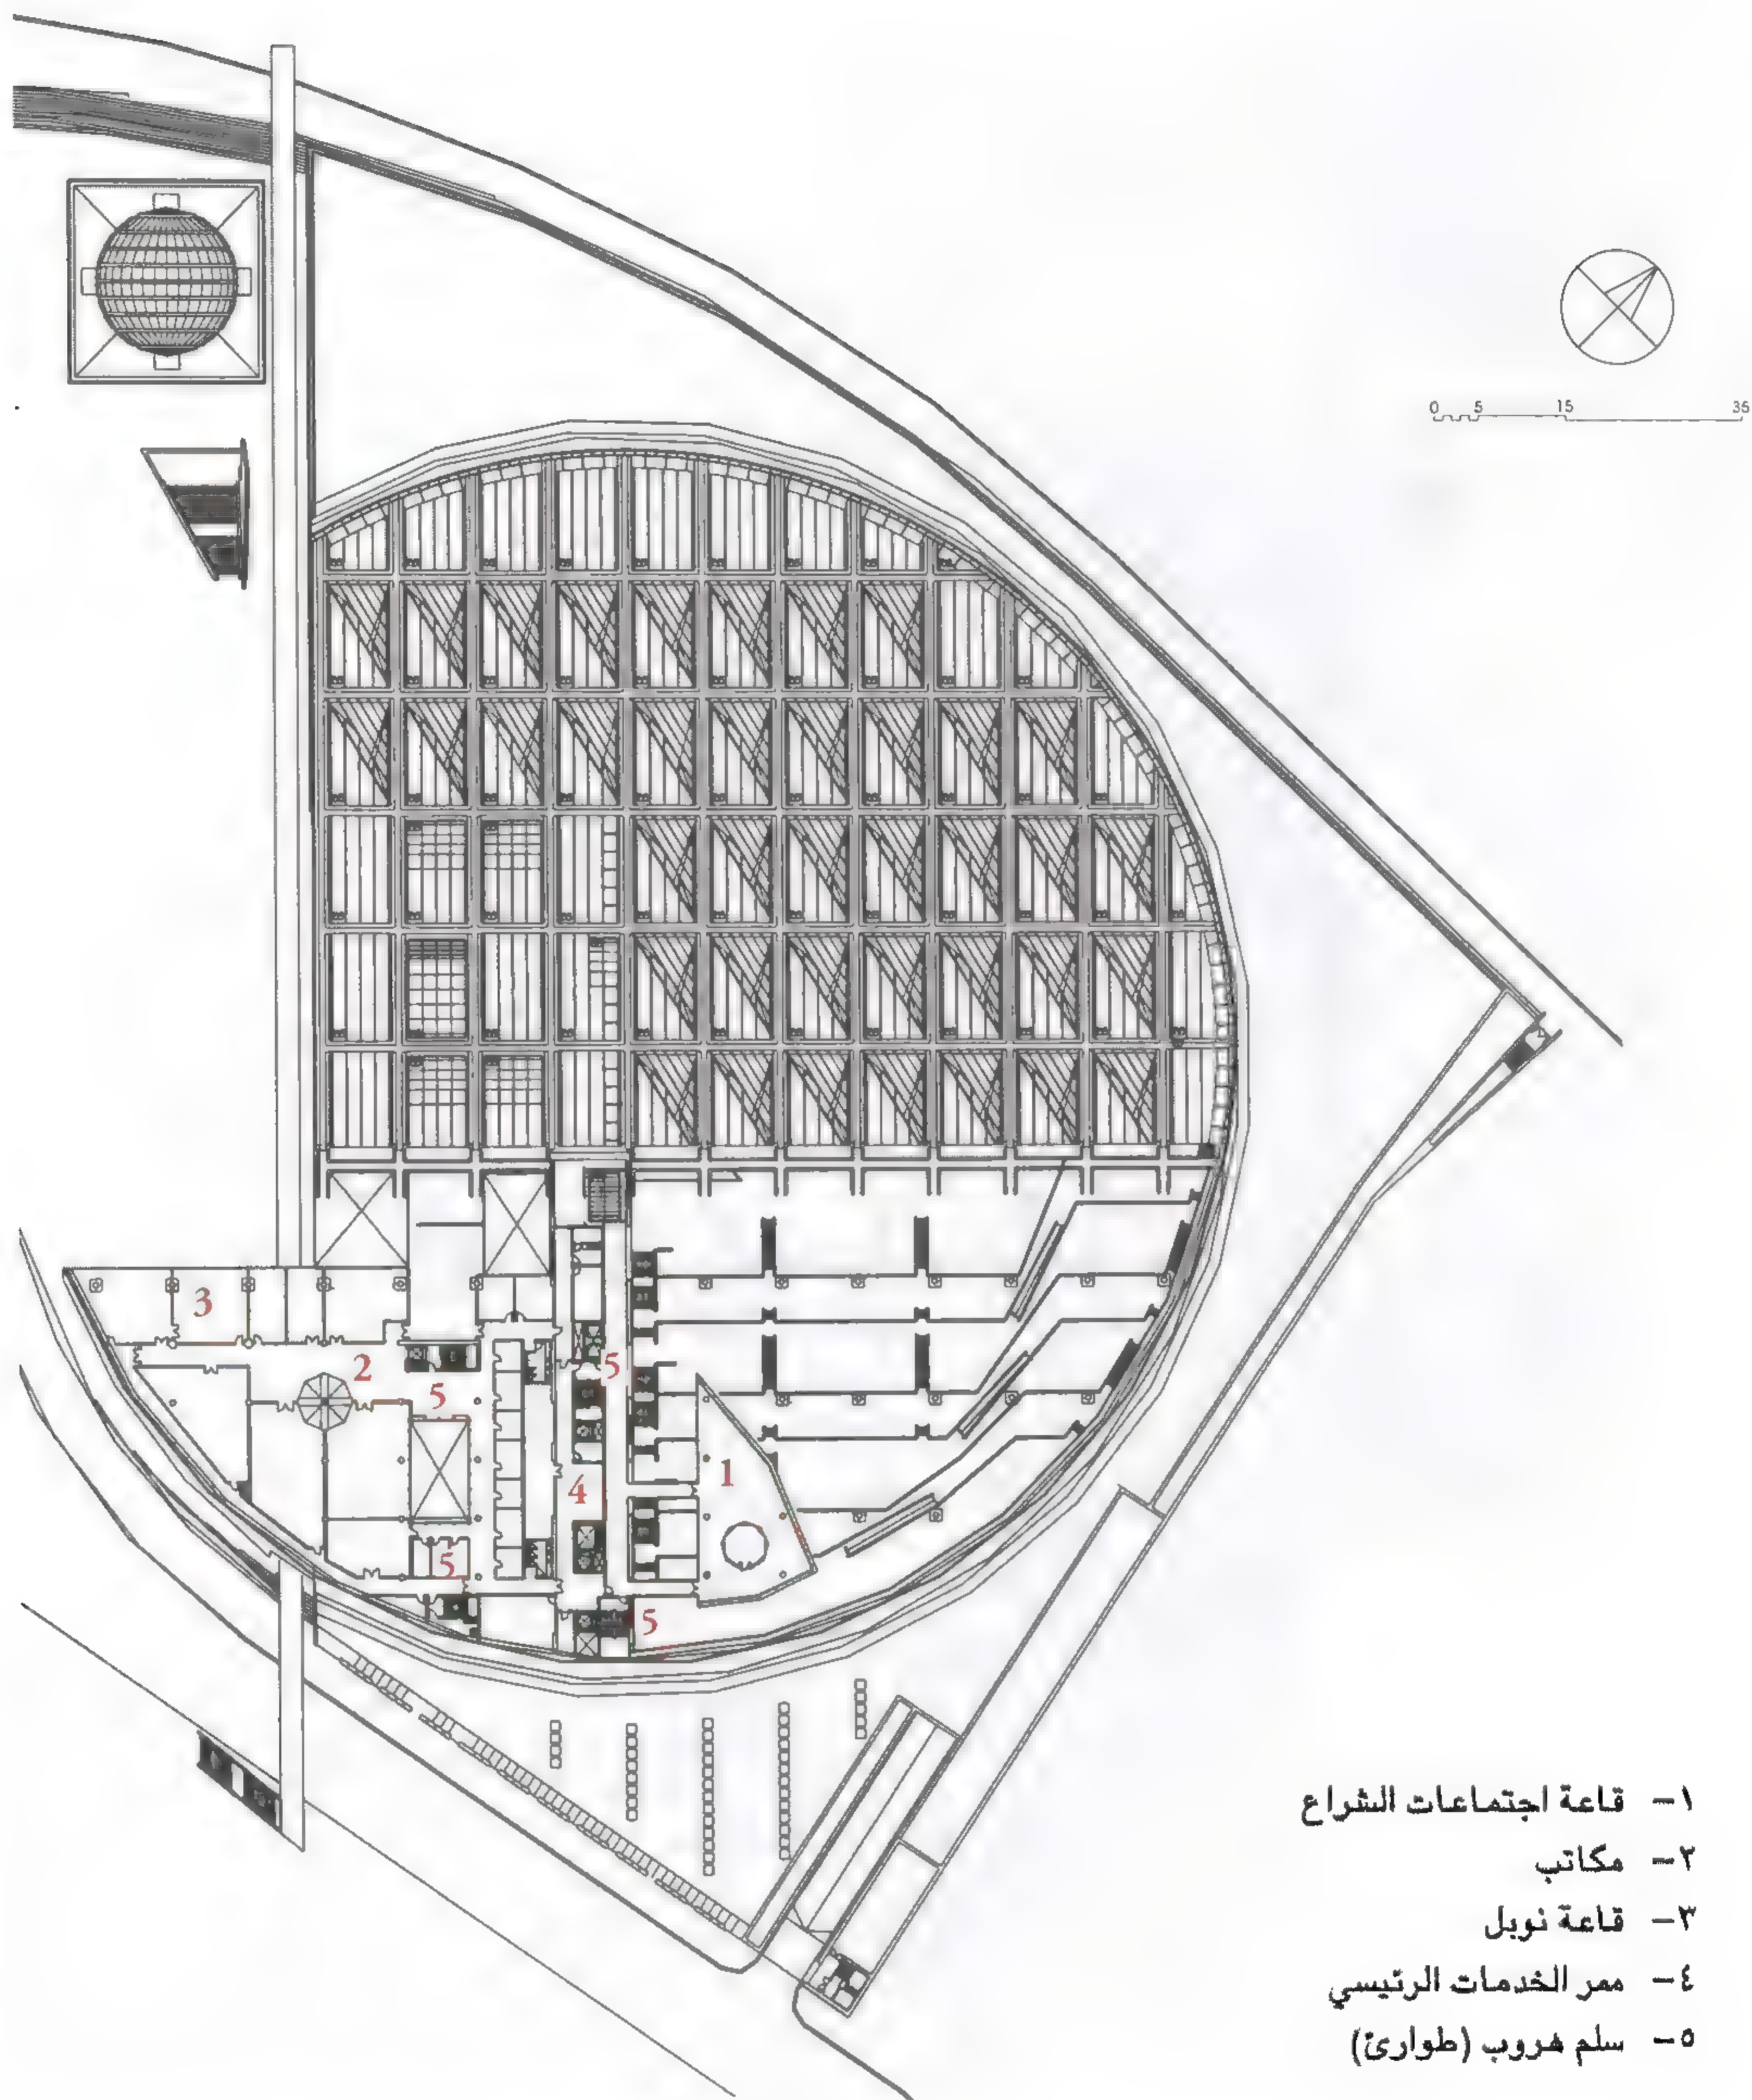 0 5 15 35
3
2
5
5
1
4
5
5
١- قاعة اجتماعات الشراع
٢- مكاتب
٣- قاعة نوبل
٤- ممر الخدمات الرئيسي
٥- سلم هروب (طوارئ)